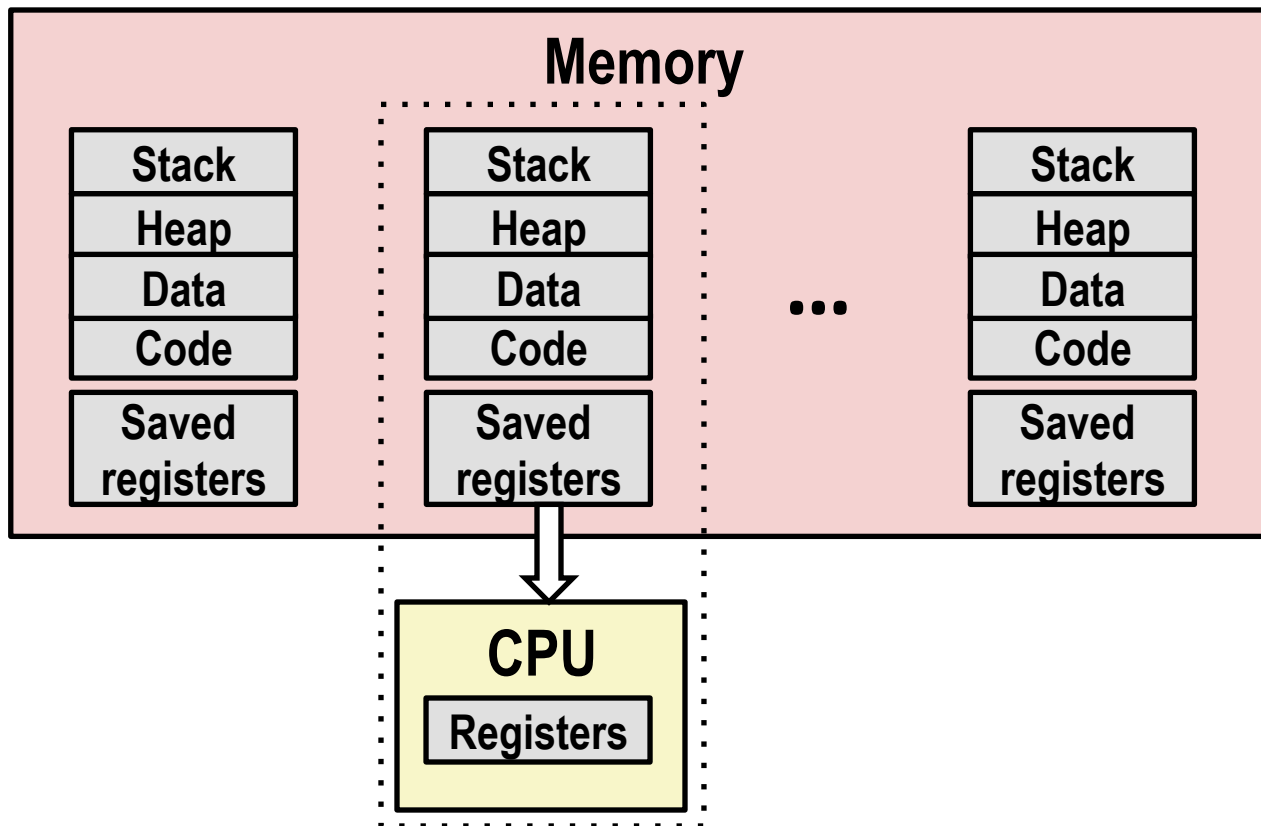 Memory
Stack
Heap
Data
Code
Saved
registers
Stack
Heap
Data
Code
Saved
registers
...
Stack
Heap
Data
Code
Saved
registers
CPU
Registers